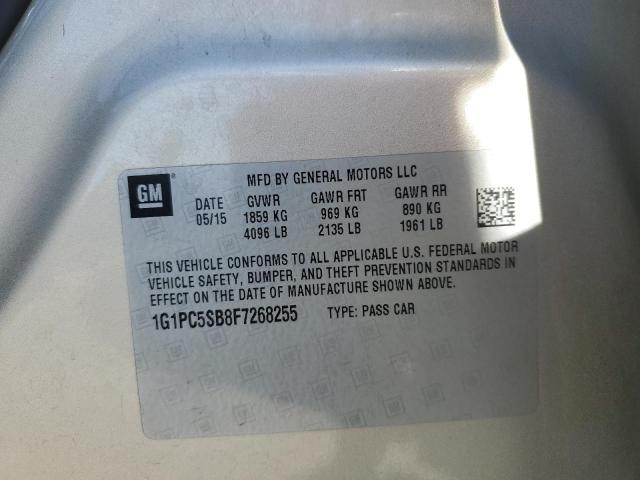 GM
MFD BY GENERAL MOTORS LLC
DATE GVWR GAWR FRT GAWR RR
05/15 1859 KG 969 KG 890 KG
4096 LB 2135 LB 1961 LB
THIS VEHICLE CONFORMS TO ALL APPLICABLE U.S. FEDERAL MOTOR
VEHICLE SAFETY, BUMPER, AND THEFT PREVENTION STANDARDS IN
EFFECT ON THE DATE OF MANUFACTURE SHOWN ABOVE.
1G1PC5SB8F7268255 TYPE: PASS CAR